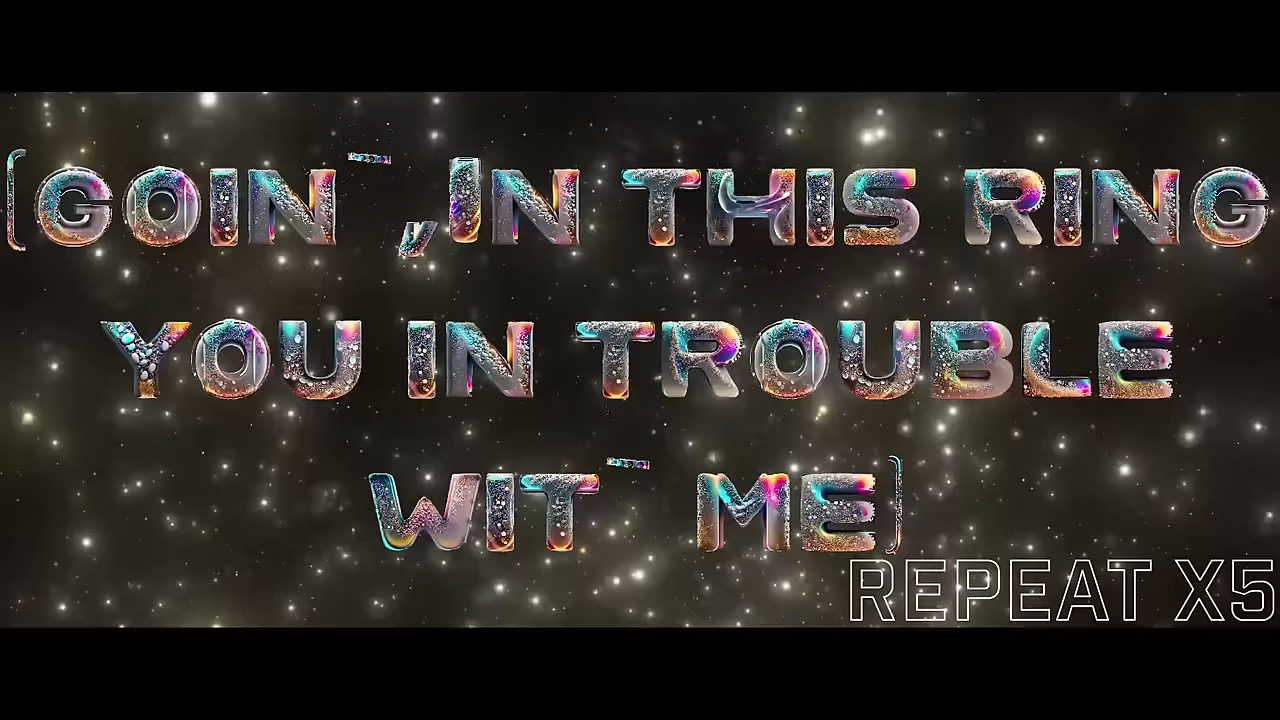 (GOIN` ,IN THIS RING
YOU IN TROUBLE
WIT` ME)
REPEAT X5